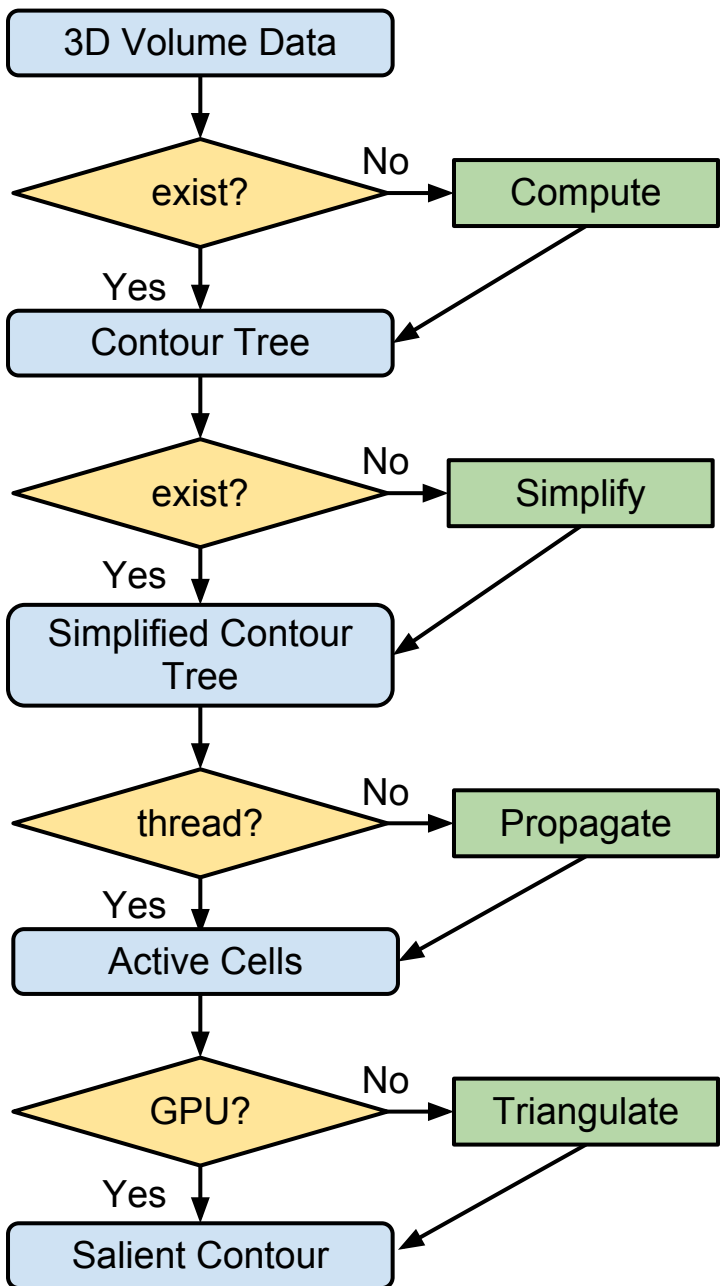 3D Volume Data
No
exist?
Compute
Yes
Contour Tree
No
exist?
Simplify
Yes
Simplified Contour
Tree
No
thread?
Propagate
Yes
Active Cells
No
GPU?
Triangulate
Yes
Salient Contour